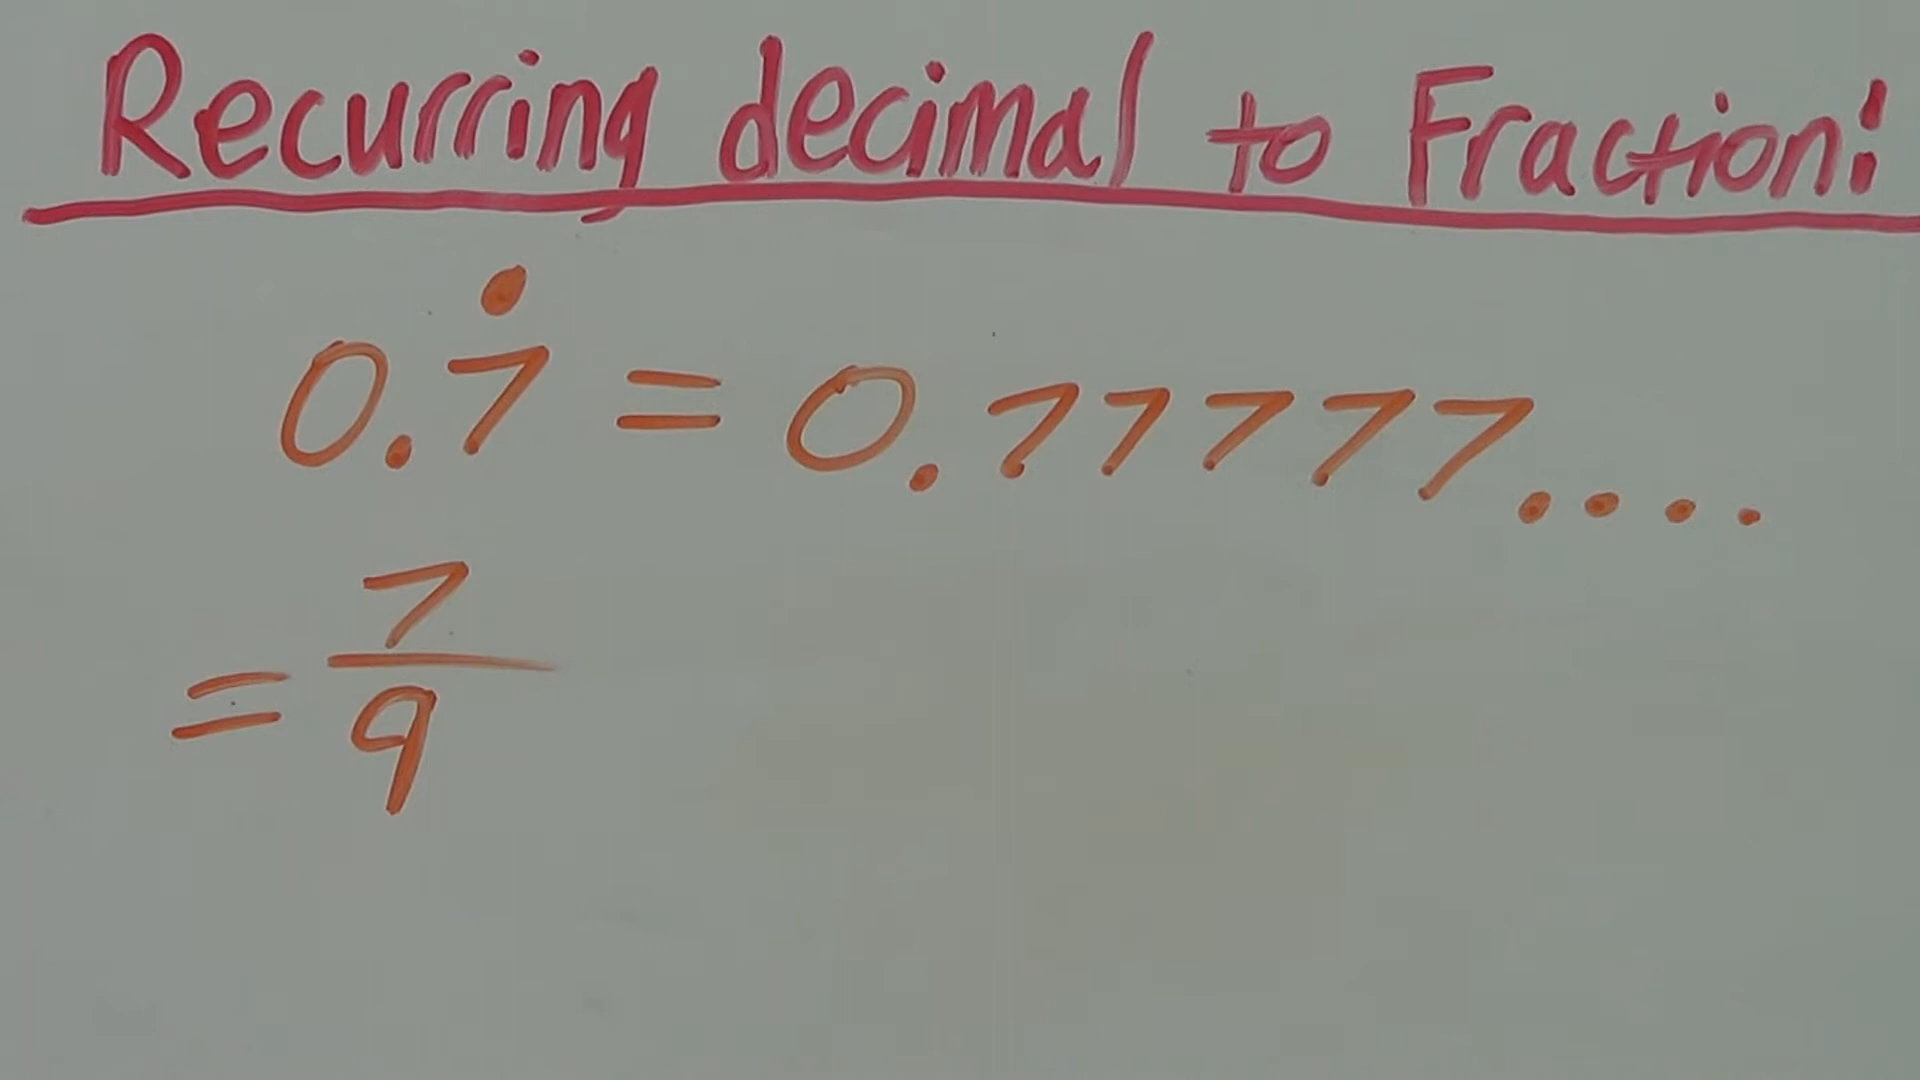 Recurring decimal to Fraction:
0.7̇ = 0.77777....
= 7/9